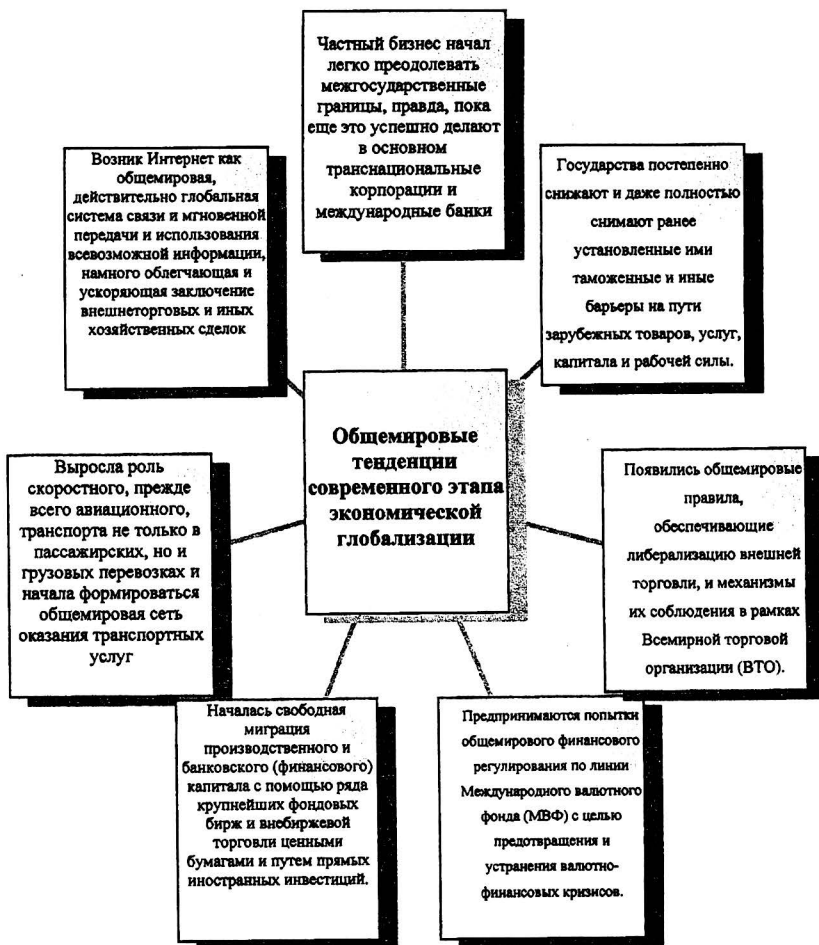 Частный бизнес начал
легко преодолевать
межгосударственные
границы, правда, пока
еще это успешно делают
в основном
транснациональные
корпорации и
международные банки
Возник Интернет как
общемировая,
действительно глобальная
система связи и мгновенной
передачи и использования
всевозможной информации,
намного облегчающая и
ускоряющая заключение
внешнеторговых и иных
хозяйственных сделок
Государства постепенно
снижают и даже полностью
снимают ранее
установленные ими
таможенные и иные
барьеры на пути
зарубежных товаров, услуг,
капитала и рабочей силы.
Общемировые
тенденции
современного этапа
экономической
глобализации
Выросла роль
скоростного, прежде
всего авиационного,
транспорта не только в
пассажирских, но и
грузовых перевозках и
начала формироваться
общемировая сеть
оказания транспортных
услуг
Появились общемировые
правила,
обеспечивающие
либерализацию внешней
торговли, и механизмы
их соблюдения в рамках
Всемирной торговой
организации (ВТО).
Началась свободная
миграция
производственного и
банковского (финансового)
капитала с помощью ряда
крупнейших фондовых
бирж и внебиржевой
торговли ценными
бумагами и путем прямых
иностранных инвестиций.
Предпринимаются попытки
общемирового финансового
регулирования по линии
Международного валютного
фонда (МВФ) с целью
предотвращения и
устранения валютно-
финансовых кризисов.